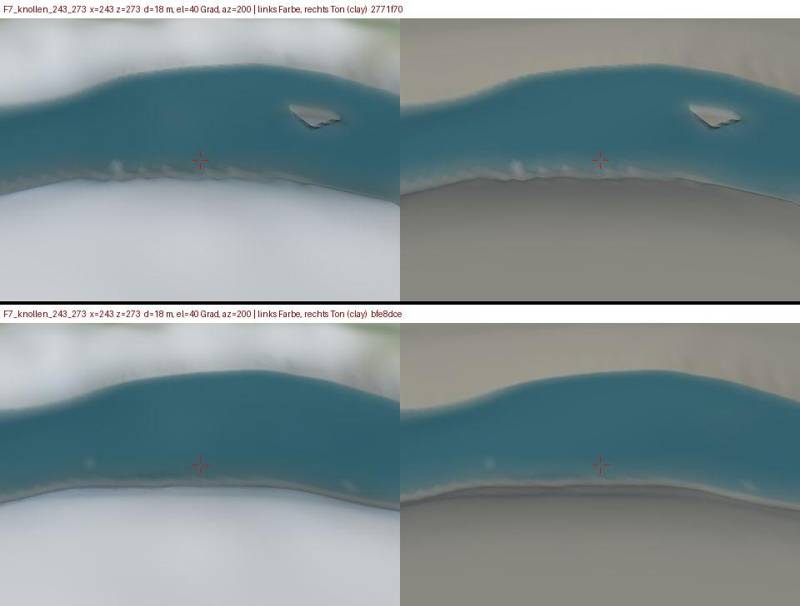 F7_knollen_243_273 x=243 z=273 d=18 m, el=40 Grad, az=200 | links Farbe, rechts Ton (clay) 2771f70
F7_knollen_243_273 x=243 z=273 d=18 m, el=40 Grad, az=200 | links Farbe, rechts Ton (clay) bfe8dce